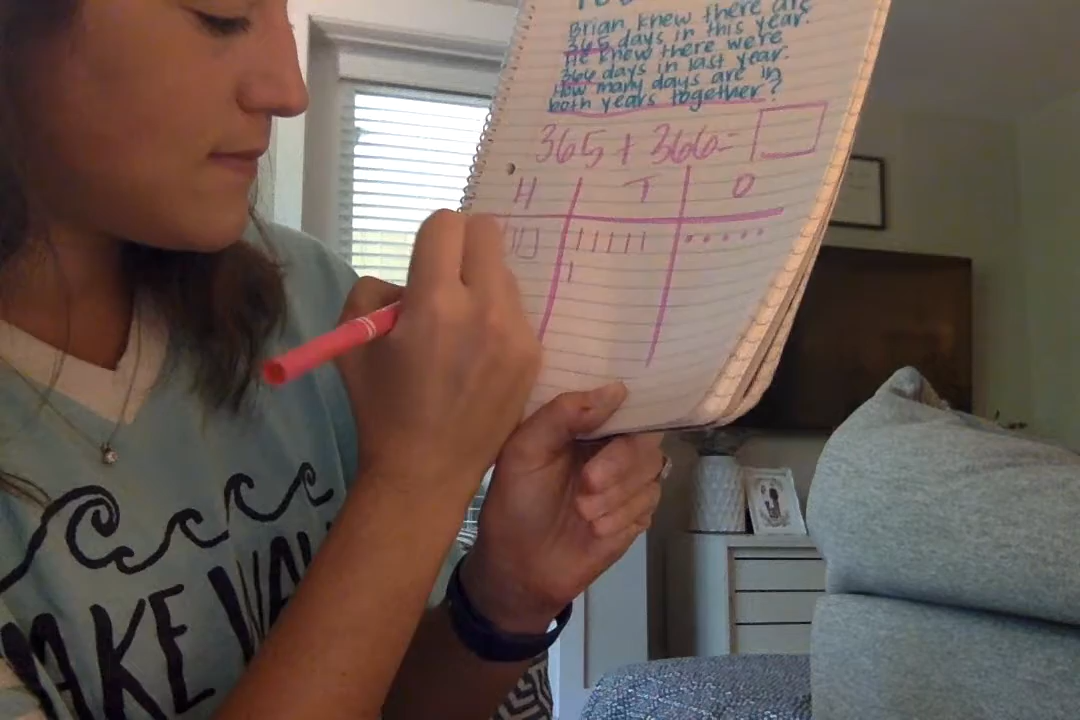 Brian knew there are
365 days in this year.
He knew there were
366 days in last year.
How many days are in
both years together?
365 + 366 =
H T O
MAKE